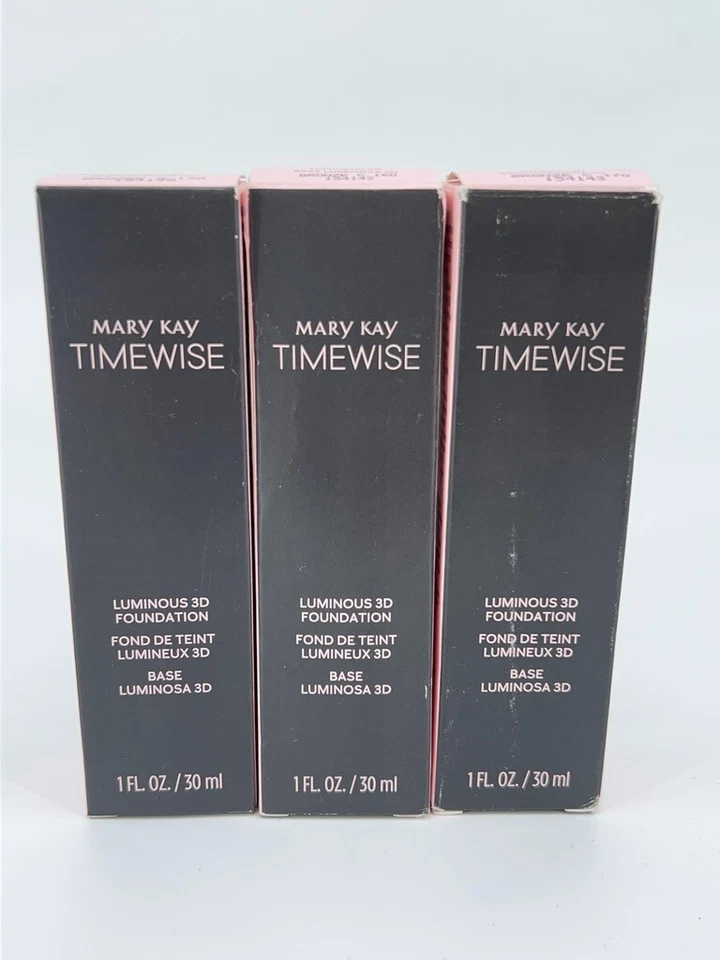 MARY KAY
TIMEWISE
LUMINOUS 3D
FOUNDATION
FOND DE TEINT
LUMINEUX 3D
BASE
LUMINOSA 3D
1 FL. OZ. / 30 ml
MARY KAY
TIMEWISE
LUMINOUS 3D
FOUNDATION
FOND DE TEINT
LUMINEUX 3D
BASE
LUMINOSA 3D
1 FL. OZ. / 30 ml
MARY KAY
TIMEWISE
LUMINOUS 3D
FOUNDATION
FOND DE TEINT
LUMINEUX 3D
BASE
LUMINOSA 3D
1 FL. OZ. / 30 ml